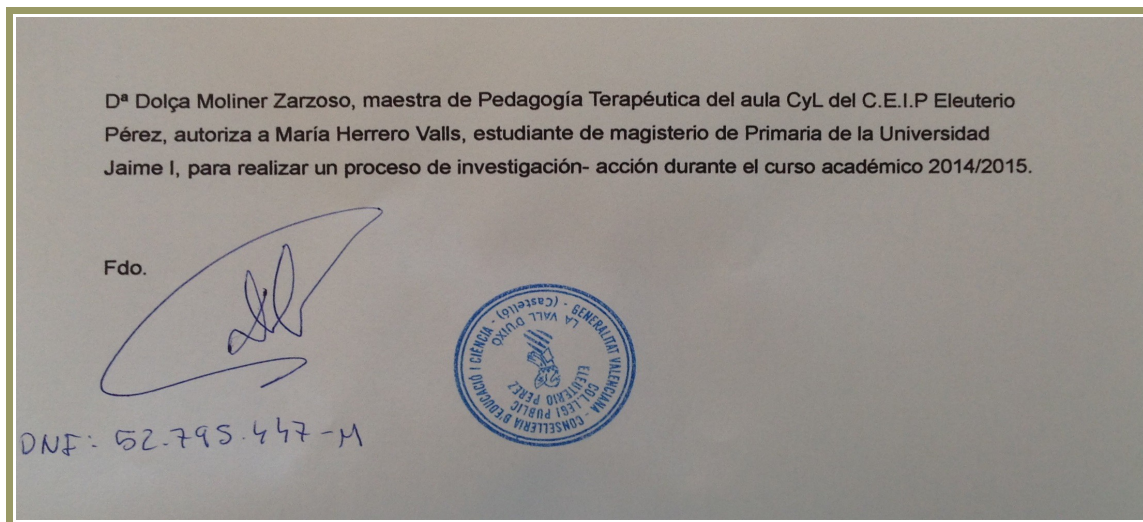 Dª Dolça Moliner Zarzoso, maestra de Pedagogía Terapéutica del aula CyL del C.E.I.P Eleuterio
Pérez, autoriza a María Herrero Valls, estudiante de magisterio de Primaria de la Universidad
Jaime I, para realizar un proceso de investigación- acción durante el curso académico 2014/2015.
Fdo.
GENERALITAT VALENCIANA - CONSELLERIA D'EDUCACIÓ I CIÈNCIA -
COL.LEGI PUBLIC
ELEUTERIO PEREZ
LA VALL D'UIXÓ
(Castelló)
DNI: 52.795.447-M